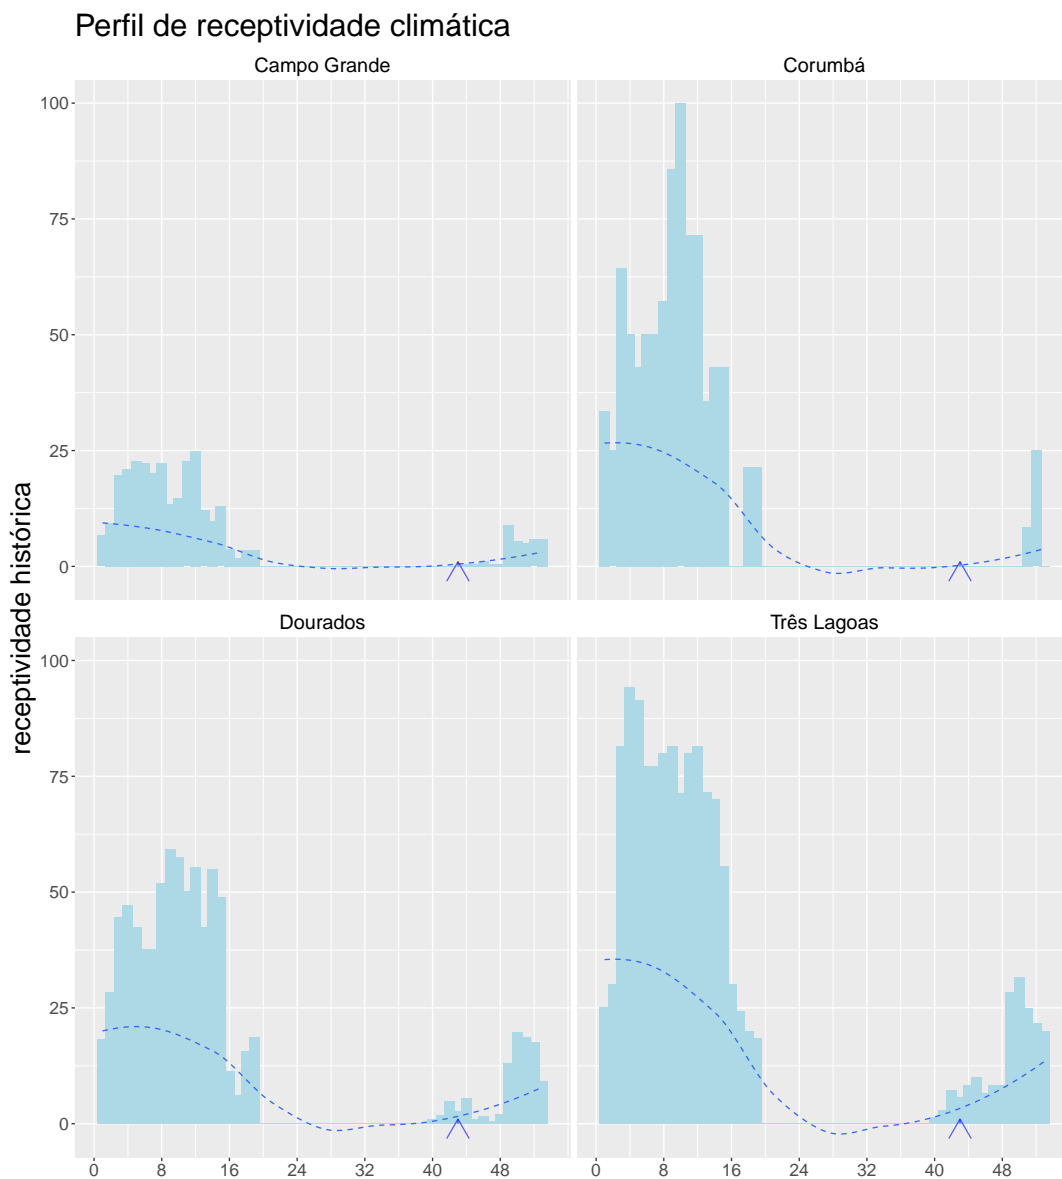 Perfil de receptividade climática
Campo Grande
Corumbá
100
75
50
25
0
receptividade histórica
Dourados
Três Lagoas
100
75
50
25
0
0 8 16 24 32 40 48
0 8 16 24 32 40 48